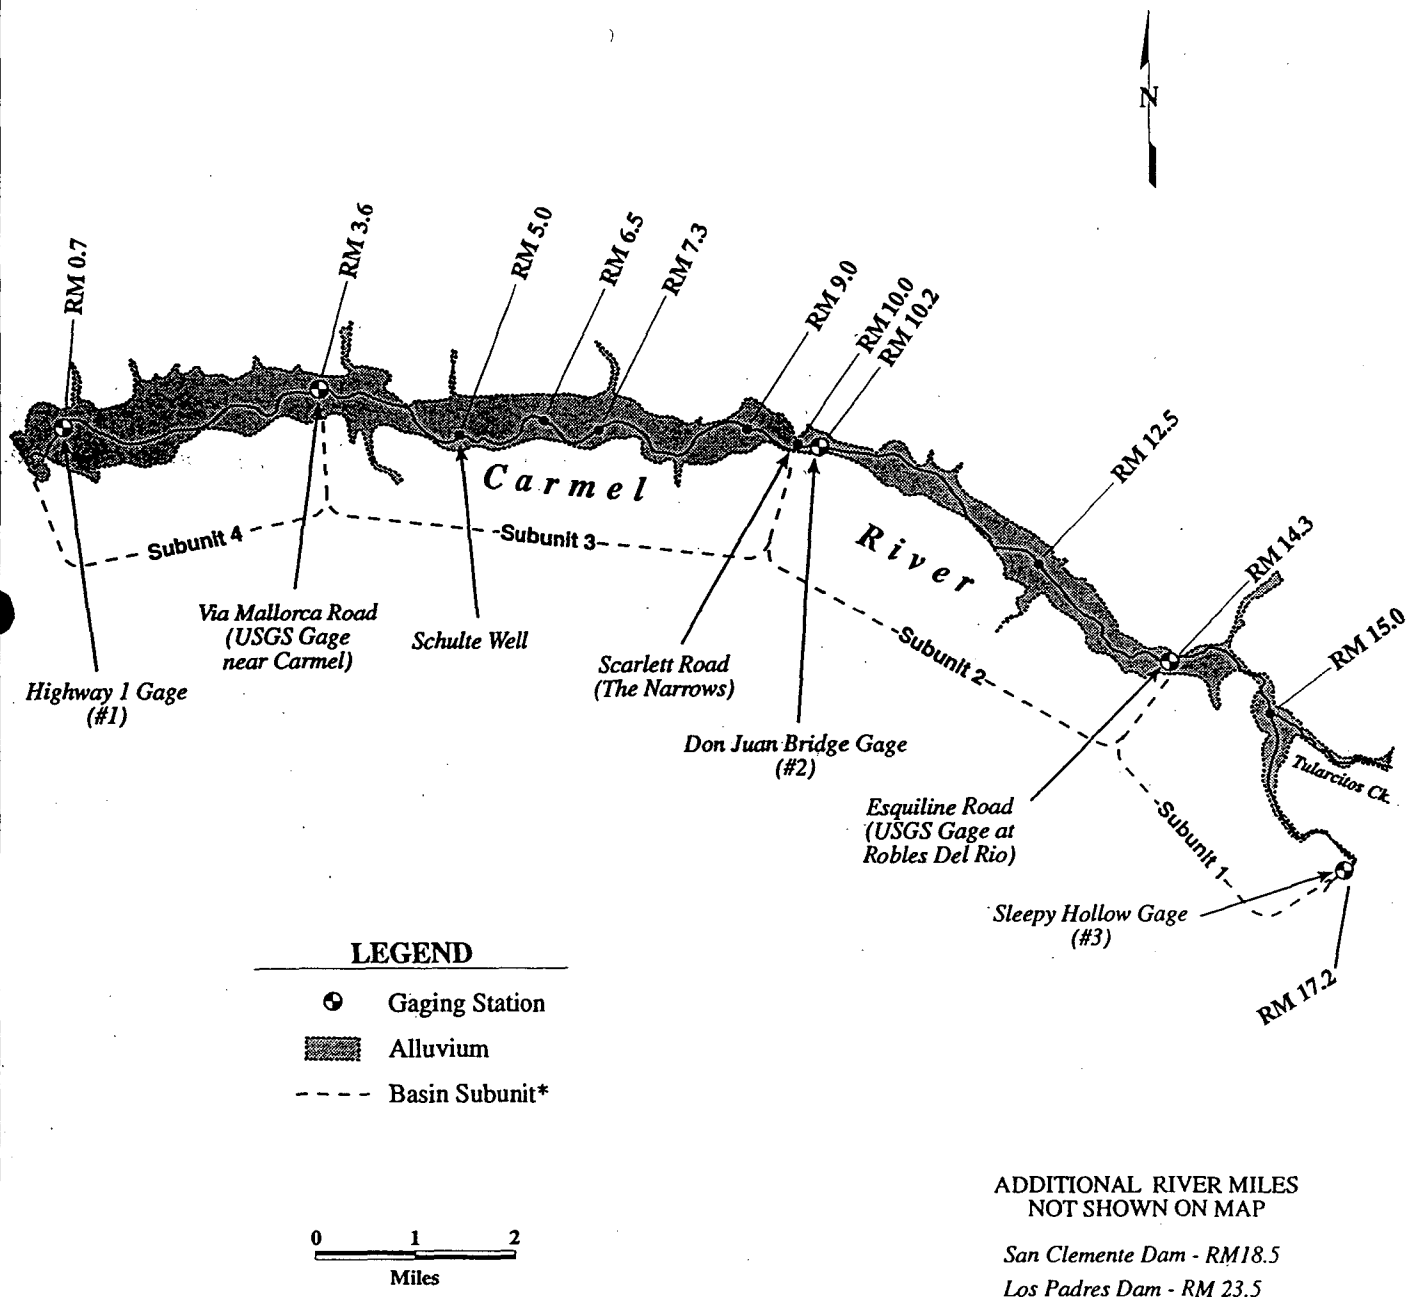 N
RM 0.7
RM 3.6
RM 5.0
RM 6.5
RM 7.3
RM 9.0
RM 10.0
RM 10.2
RM 12.5
RM 14.3
RM 15.0
RM 17.2
Carmel
River
Subunit 4
Subunit 3
Subunit 2
Subunit 1
Tularcitos Ck.
Highway 1 Gage
(#1)
Via Mallorca Road
(USGS Gage
near Carmel)
Schulte Well
Scarlett Road
(The Narrows)
Don Juan Bridge Gage
(#2)
Esquiline Road
(USGS Gage at
Robles Del Rio)
Sleepy Hollow Gage
(#3)
LEGEND
Gaging Station
Alluvium
Basin Subunit*
0 1 2
Miles
ADDITIONAL RIVER MILES
NOT SHOWN ON MAP
San Clemente Dam - RM18.5
Los Padres Dam - RM 23.5